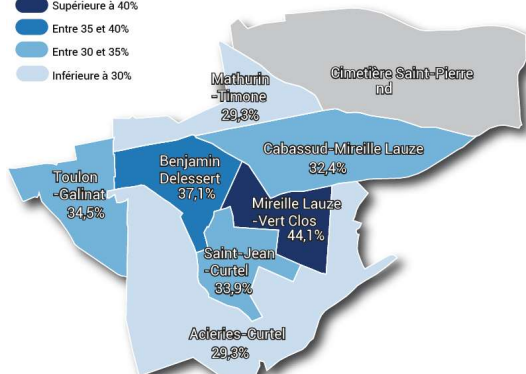 Supérieure à 40%
Entre 35 et 40%
Entre 30 et 35%
Inférieure à 30%
Cimetière Saint-Pierre
nd
Mathurin
-Timone
29,3%
Cabassud-Mireille Lauze
32,4%
Benjamin
Delessert
37,1%
Toulon
-Galinat
34,5%
Mireille Lauze
-Vert Clos
44,1%
Saint-Jean
-Curtel
33,9%
Acieries-Curtel
29,3%